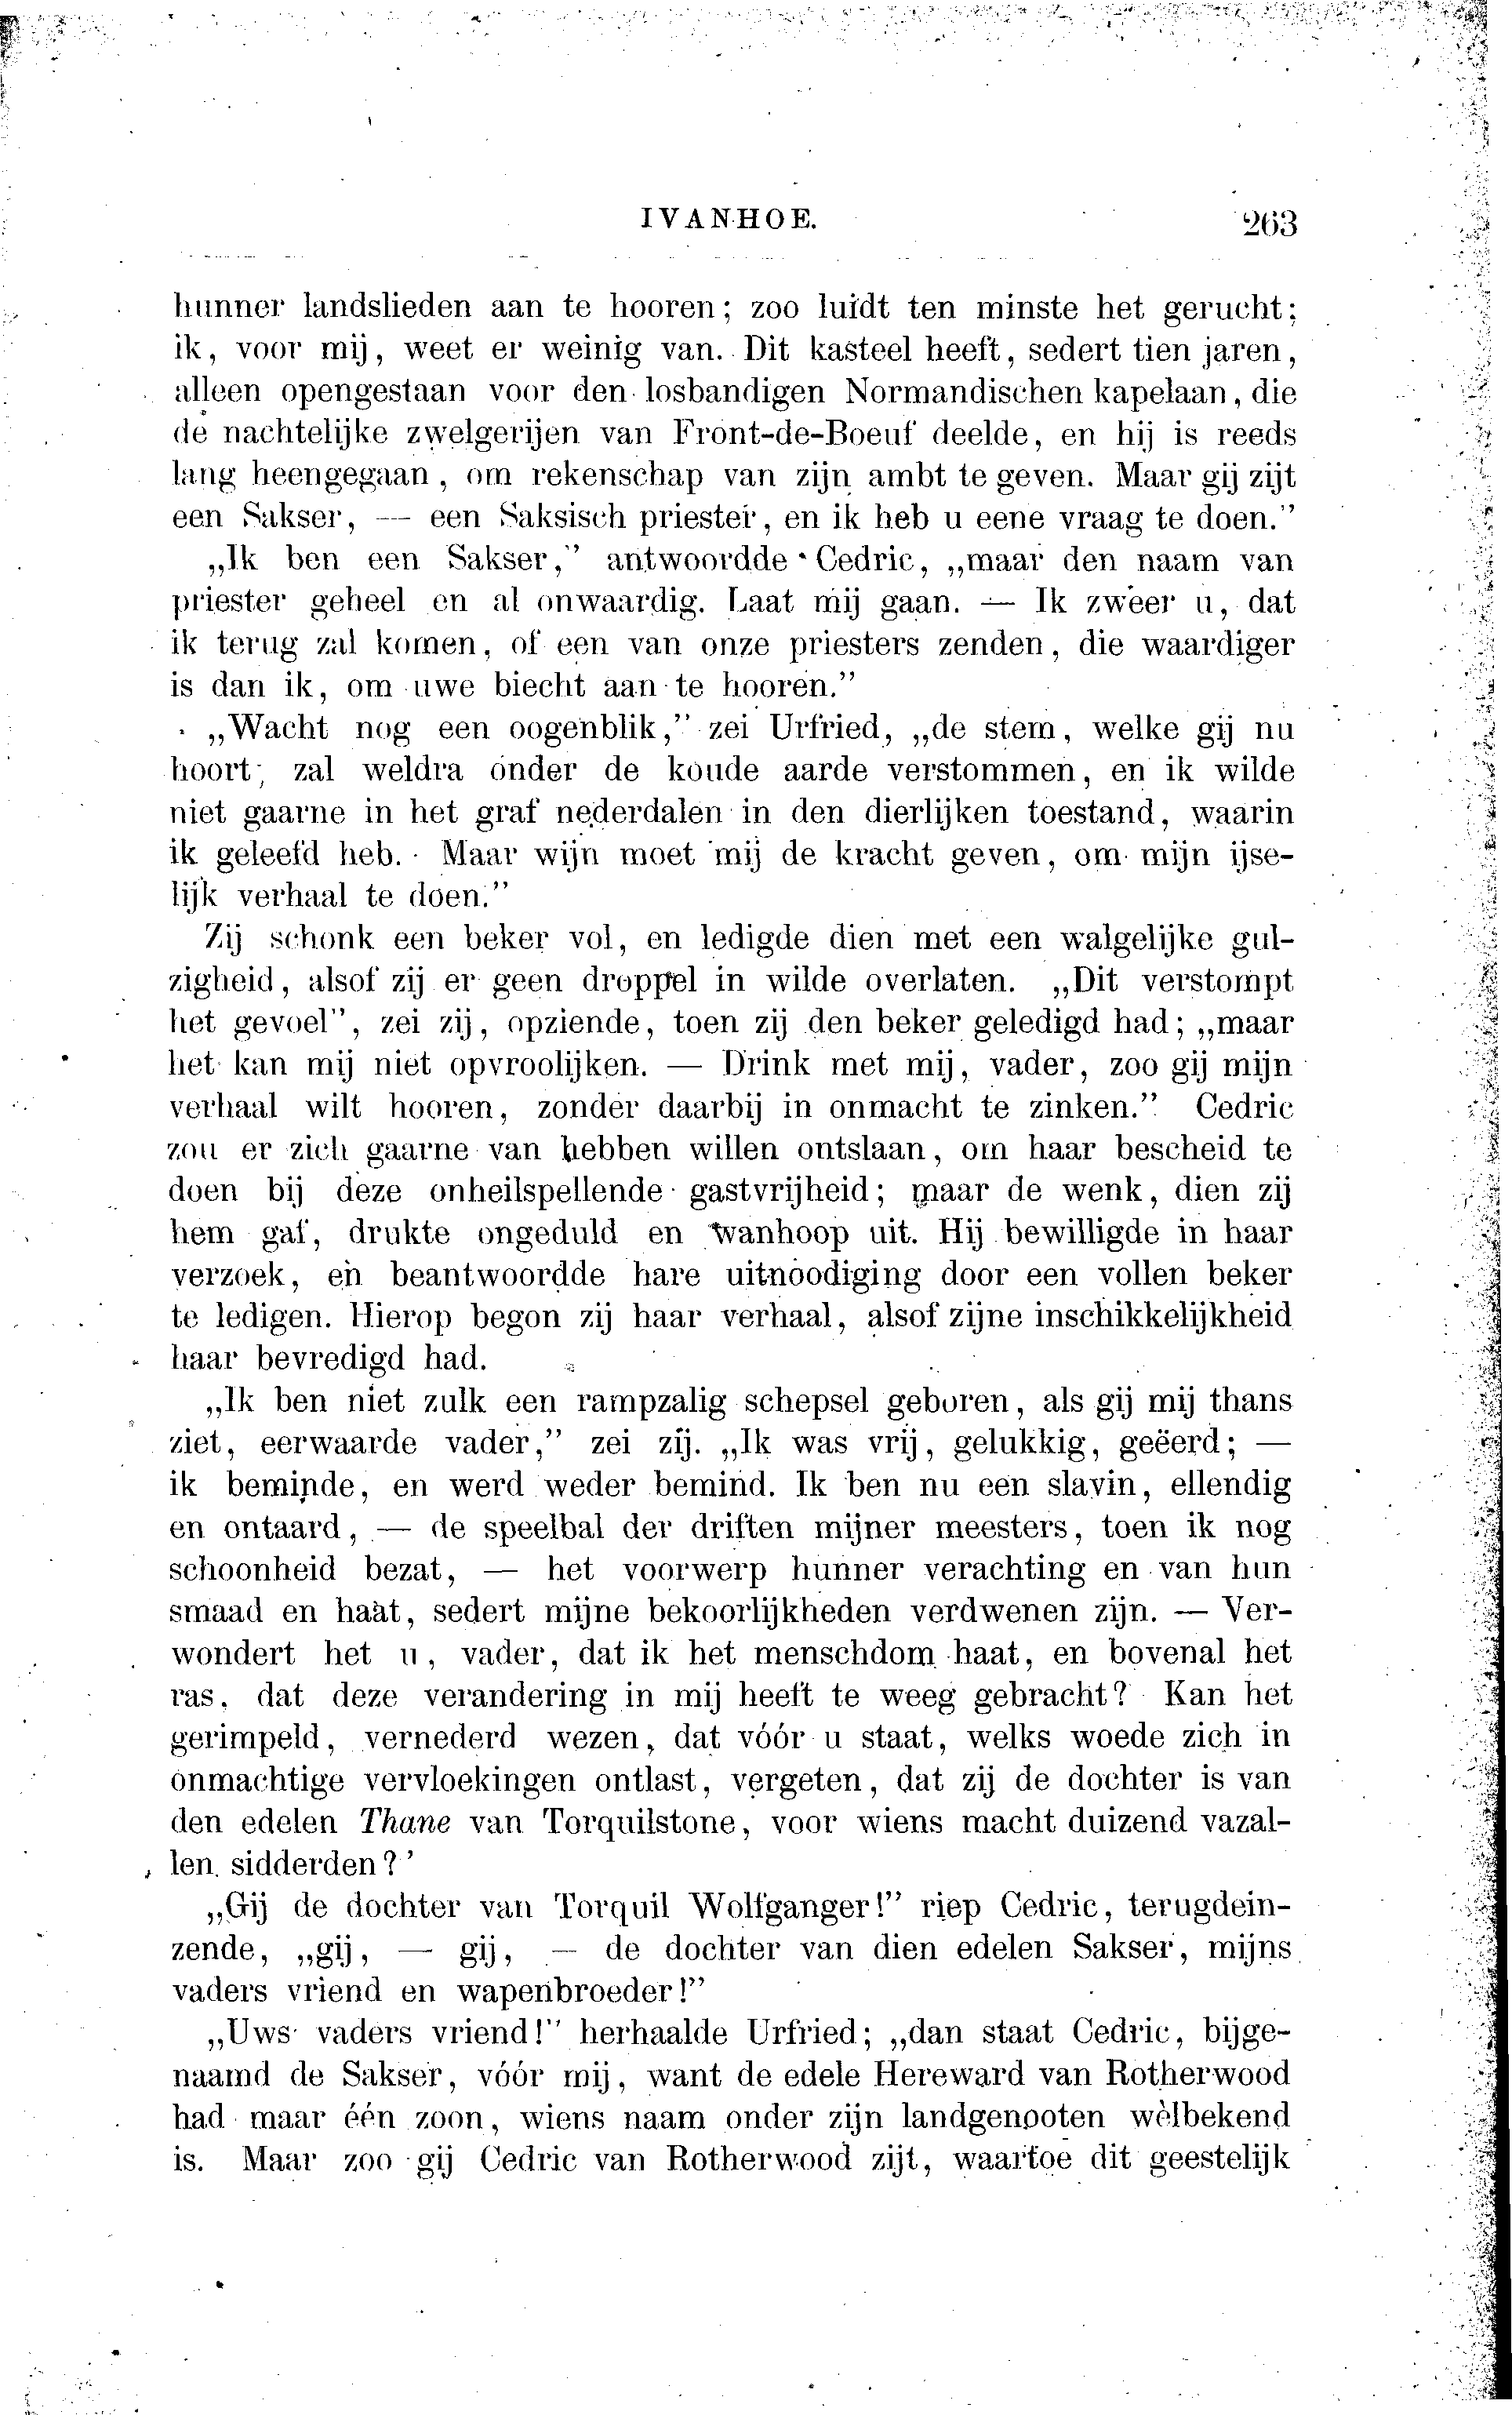 IVANHOE. 263
hunner landslieden aan te hooren; zoo luidt ten minste het gerucht;
ik, voor mij, weet er weinig van. Dit kasteel heeft, sedert tien jaren,
alleen opengestaan voor den losbandigen Normandischen kapelaan, die
de nachtelijke zwelgerijen van Front-de-Boeuf deelde, en hij is reeds
lang heengegaan, om rekenschap van zijn ambt te geven. Maar gij zijt
een Sakser, — een Saksisch priester, en ik heb u eene vraag te doen."
„Ik ben een Sakser," antwoordde Cedric, „maar den naam van
priester geheel en al onwaardig. Laat mij gaan. — Ik zweer u, dat
ik terug zal komen, of een van onze priesters zenden, die waardiger
is dan ik, om uwe biecht aan te hooren."
„Wacht nog een oogenblik," zei Urfried, „de stem, welke gij nu
hoort; zal weldra onder de koude aarde verstommen, en ik wilde
niet gaarne in het graf nederdalen in den dierlijken toestand, waarin
ik geleefd heb. Maar wijn moet mij de kracht geven, om mijn ijse-
lijk verhaal te doen."
Zij schonk een beker vol, en ledigde dien met een walgelijke gul-
zigheid, alsof zij er geen droppel in wilde overlaten. „Dit verstompt
het gevoel", zei zij, opziende, toen zij den beker geledigd had; „maar
het kan mij niet opvroolijken. — Drink met mij, vader, zoo gij mijn
verhaal wilt hooren, zonder daarbij in onmacht te zinken." Cedric
zou er zich gaarne van hebben willen ontslaan, om haar bescheid te
doen bij deze onheilspellende gastvrijheid; maar de wenk, dien zij
hem gaf, drukte ongeduld en wanhoop uit. Hij bewilligde in haar
verzoek, en beantwoordde hare uitnoodiging door een vollen beker
te ledigen. Hierop begon zij haar verhaal, alsof zijne inschikkelijkheid
haar bevredigd had.
„Ik ben niet zulk een rampzalig schepsel geboren, als gij mij thans
ziet, eerwaarde vader," zei zij. „Ik was vrij, gelukkig, geëerd; —
ik beminde, en werd weder bemind. Ik ben nu een slavin, ellendig
en ontaard, — de speelbal der driften mijner meesters, toen ik nog
schoonheid bezat, — het voorwerp hunner verachting en van hun
smaad en haat, sedert mijne bekoorlijkheden verdwenen zijn. — Ver-
wondert het u, vader, dat ik het menschdom haat, en bovenal het
ras, dat deze verandering in mij heeft te weeg gebracht? Kan het
gerimpeld, vernederd wezen, dat vóór u staat, welks woede zich in
onmachtige vervloekingen ontlast, vergeten, dat zij de dochter is van
den edelen Thane van Torquilstone, voor wiens macht duizend vazal-
len sidderden?'
„Gij de dochter van Torquil Wolfganger!" riep Cedric, terugdein-
zende, „gij, — gij, — de dochter van dien edelen Sakser, mijns
vaders vriend en wapenbroeder!"
„Uws vaders vriend!" herhaalde Urfried; „dan staat Cedric, bijge-
naamd de Sakser, vóór mij, want de edele Hereward van Rotherwood
had maar één zoon, wiens naam onder zijn landgenooten wèlbekend
is. Maar zoo gij Cedric van Rotherwood zijt, waartoe dit geestelijk